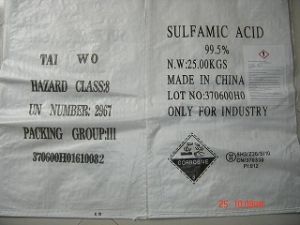 TAI WO
HAZARD CLASS:8
UN NUMBER: 2967
PACKING GROUP:III
370600H01610082
SULFAMIC ACID
99.5%
N.W:25.00KGS
MADE IN CHINA
LOT NO:370600H0
ONLY FOR INDUSTRY
CORROSIVE
8